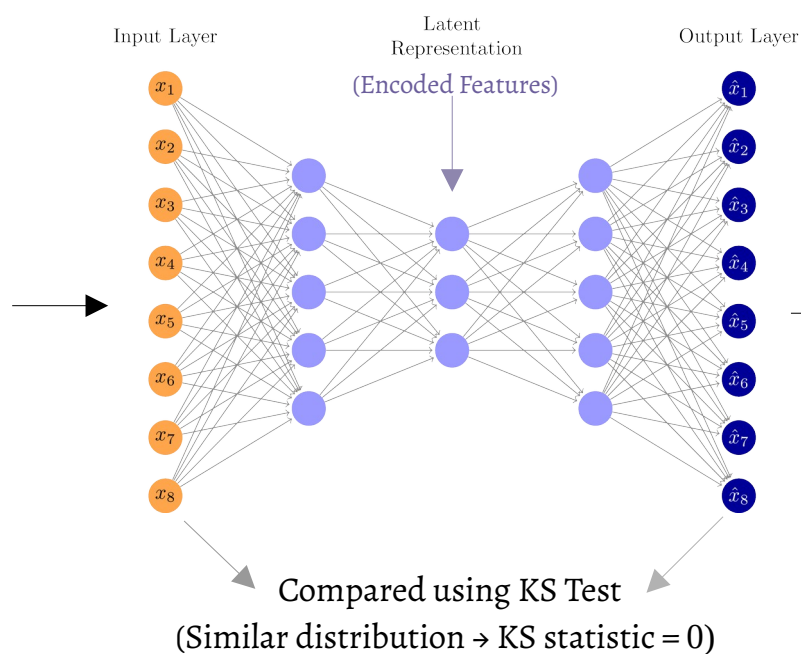 Input Layer
Latent
Representation
Output Layer
(Encoded Features)
x₁
x₂
x₃
x₄
x₅
x₆
x₇
x₈
x̂₁
x̂₂
x̂₃
x̂₄
x̂₅
x̂₆
x̂₇
x̂₈
Compared using KS Test
(Similar distribution → KS statistic = 0)